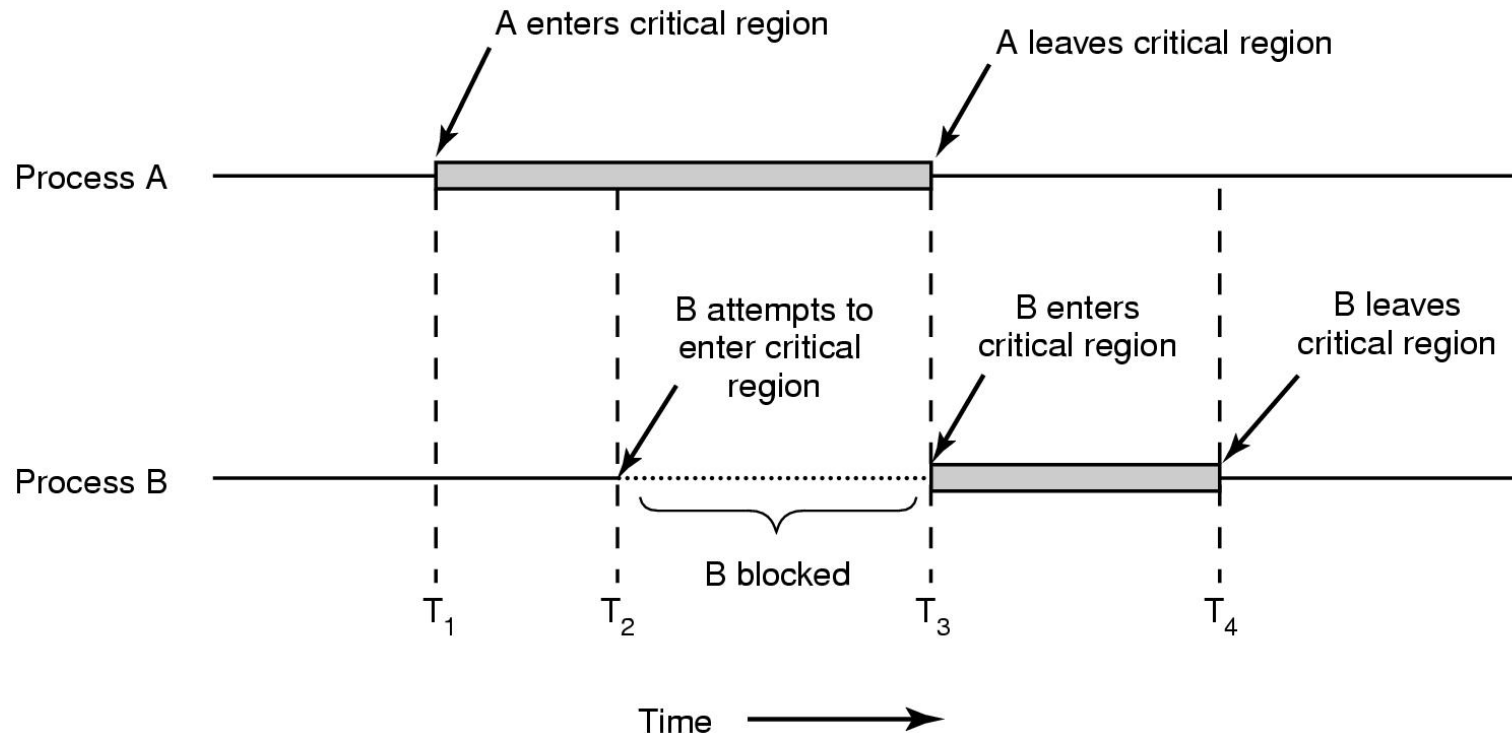 A enters critical region
A leaves critical region
Process A
B attempts to
enter critical
region
B enters
critical region
B leaves
critical region
Process B
B blocked
T1
T2
T3
T4
Time